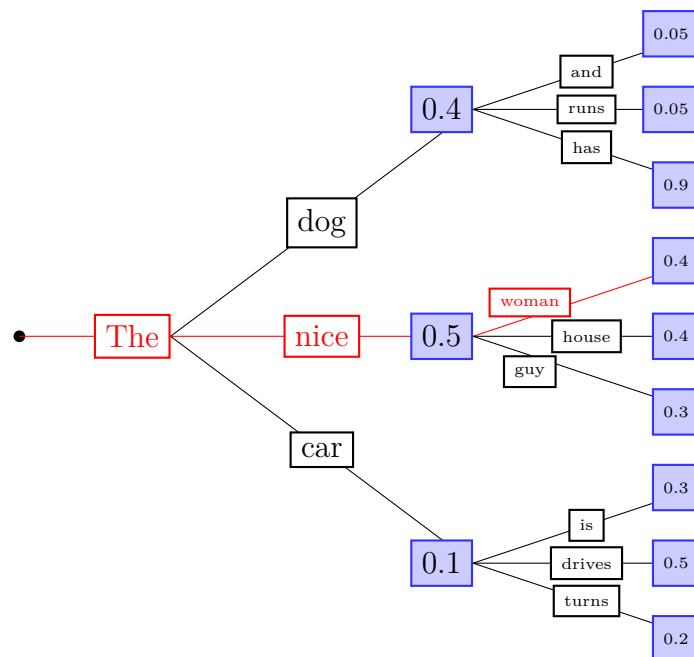 0.05
and
0.4
runs
0.05
has
0.9
dog
0.4
woman
The
nice
0.5
house
0.4
guy
0.3
car
0.3
is
0.1
drives
0.5
turns
0.2